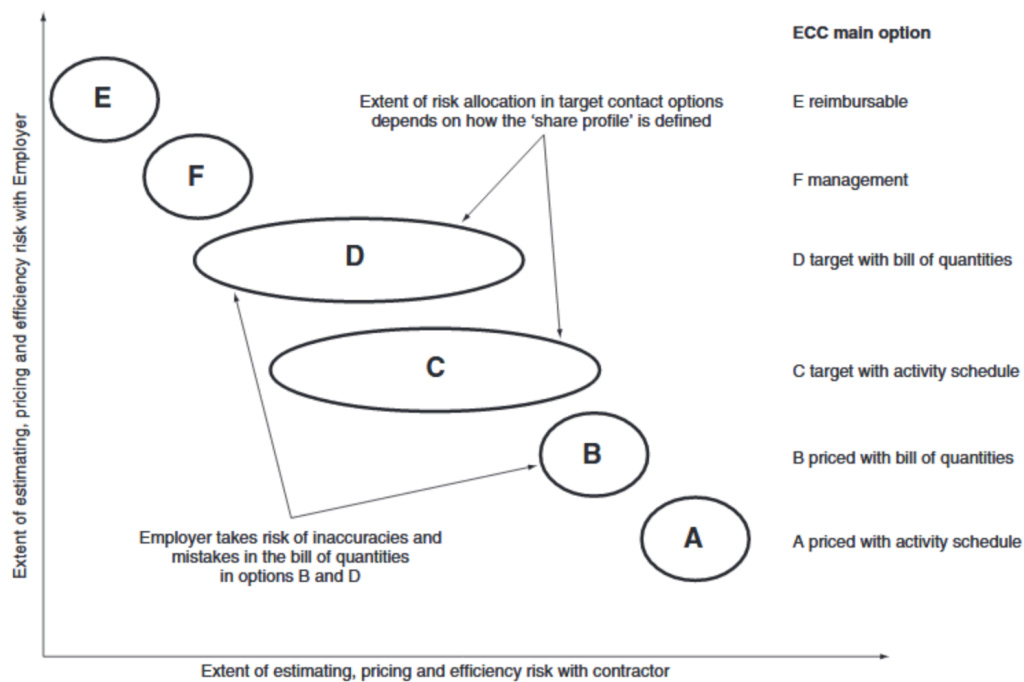 ECC main option
E
Extent of risk allocation in target contact options
depends on how the ‘share profile’ is defined
E reimbursable
F
F management
D
D target with bill of quantities
C
C target with activity schedule
B
B priced with bill of quantities
A
A priced with activity schedule
Employer takes risk of inaccuracies and
mistakes in the bill of quantities
in options B and D
Extent of estimating, pricing and efficiency risk with Employer
Extent of estimating, pricing and efficiency risk with contractor